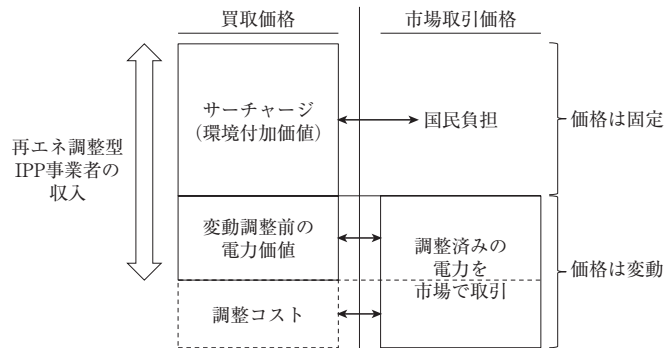 買取価格
市場取引価格
サーチャージ
（環境付加価値）
国民負担
価格は固定
再エネ調整型
IPP事業者の
収入
変動調整前の
電力価値
調整済みの
電力を
市場で取引
価格は変動
調整コスト